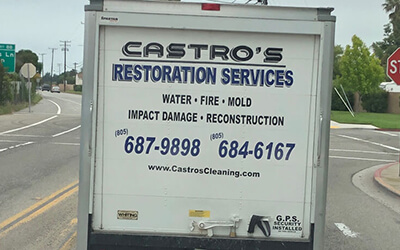 CASTRO'S
RESTORATION SERVICES
WATER • FIRE • MOLD
IMPACT DAMAGE • RECONSTRUCTION
(805) 687-9898 (805) 684-6167
www.CastrosCleaning.com
G.P.S.
SECURITY
INSTALLED